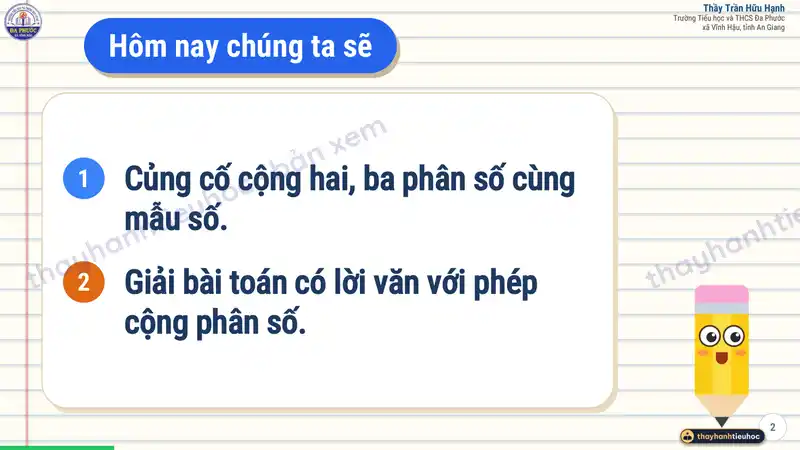 Thầy Trần Hữu Hạnh
Trường Tiểu học và THCS Đa Phước
xã Vĩnh Hậu, tỉnh An Giang
ĐA PHƯỚC
Hôm nay chúng ta sẽ
1 Củng cố cộng hai, ba phân số cùng
mẫu số.
2 Giải bài toán có lời văn với phép
cộng phân số.
2
thayhanhtieuhoc